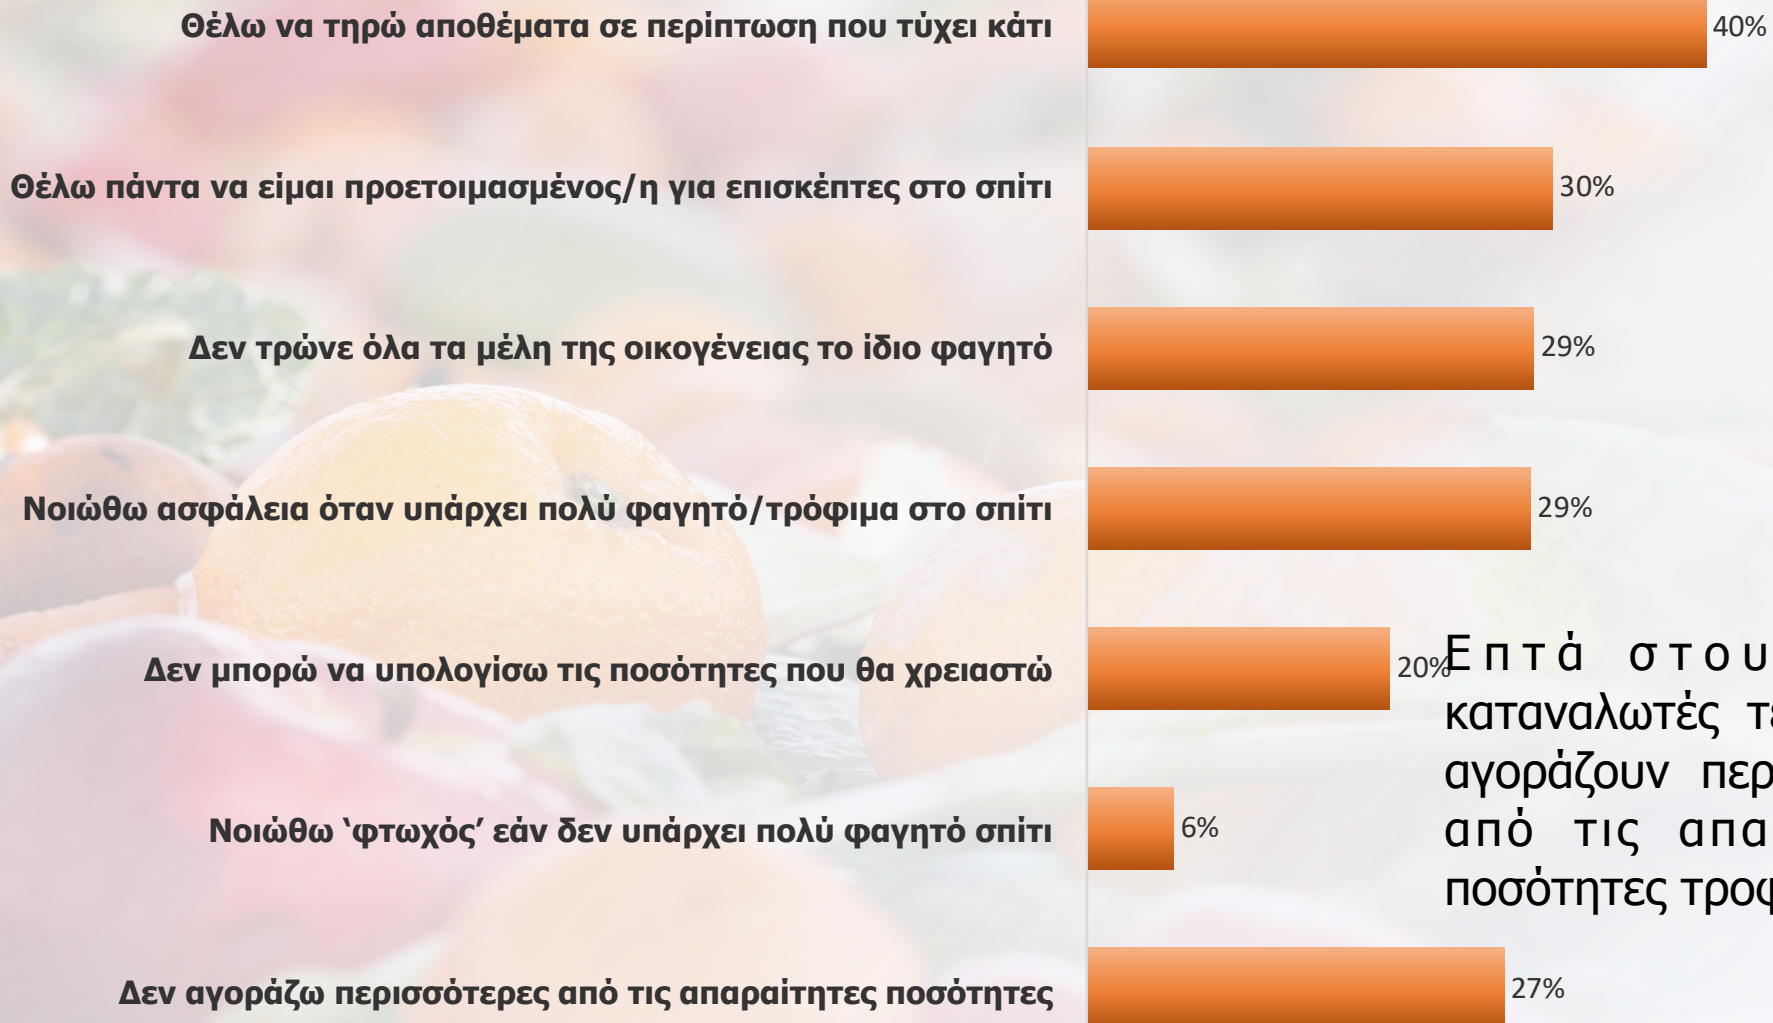 Θέλω να τηρώ αποθέματα σε περίπτωση που τύχει κάτι 40%
Θέλω πάντα να είμαι προετοιμασμένος/η για επισκέπτες στο σπίτι 30%
Δεν τρώνε όλα τα μέλη της οικογένειας το ίδιο φαγητό 29%
Νοιώθω ασφάλεια όταν υπάρχει πολύ φαγητό/τρόφιμα στο σπίτι 29%
Δεν μπορώ να υπολογίσω τις ποσότητες που θα χρειαστώ 20%
Νοιώθω ‘φτωχός’ εάν δεν υπάρχει πολύ φαγητό σπίτι 6%
Δεν αγοράζω περισσότερες από τις απαραίτητες ποσότητες 27%
Επτά
καταναλωτές
αγοράζουν
από τις
ποσότητες